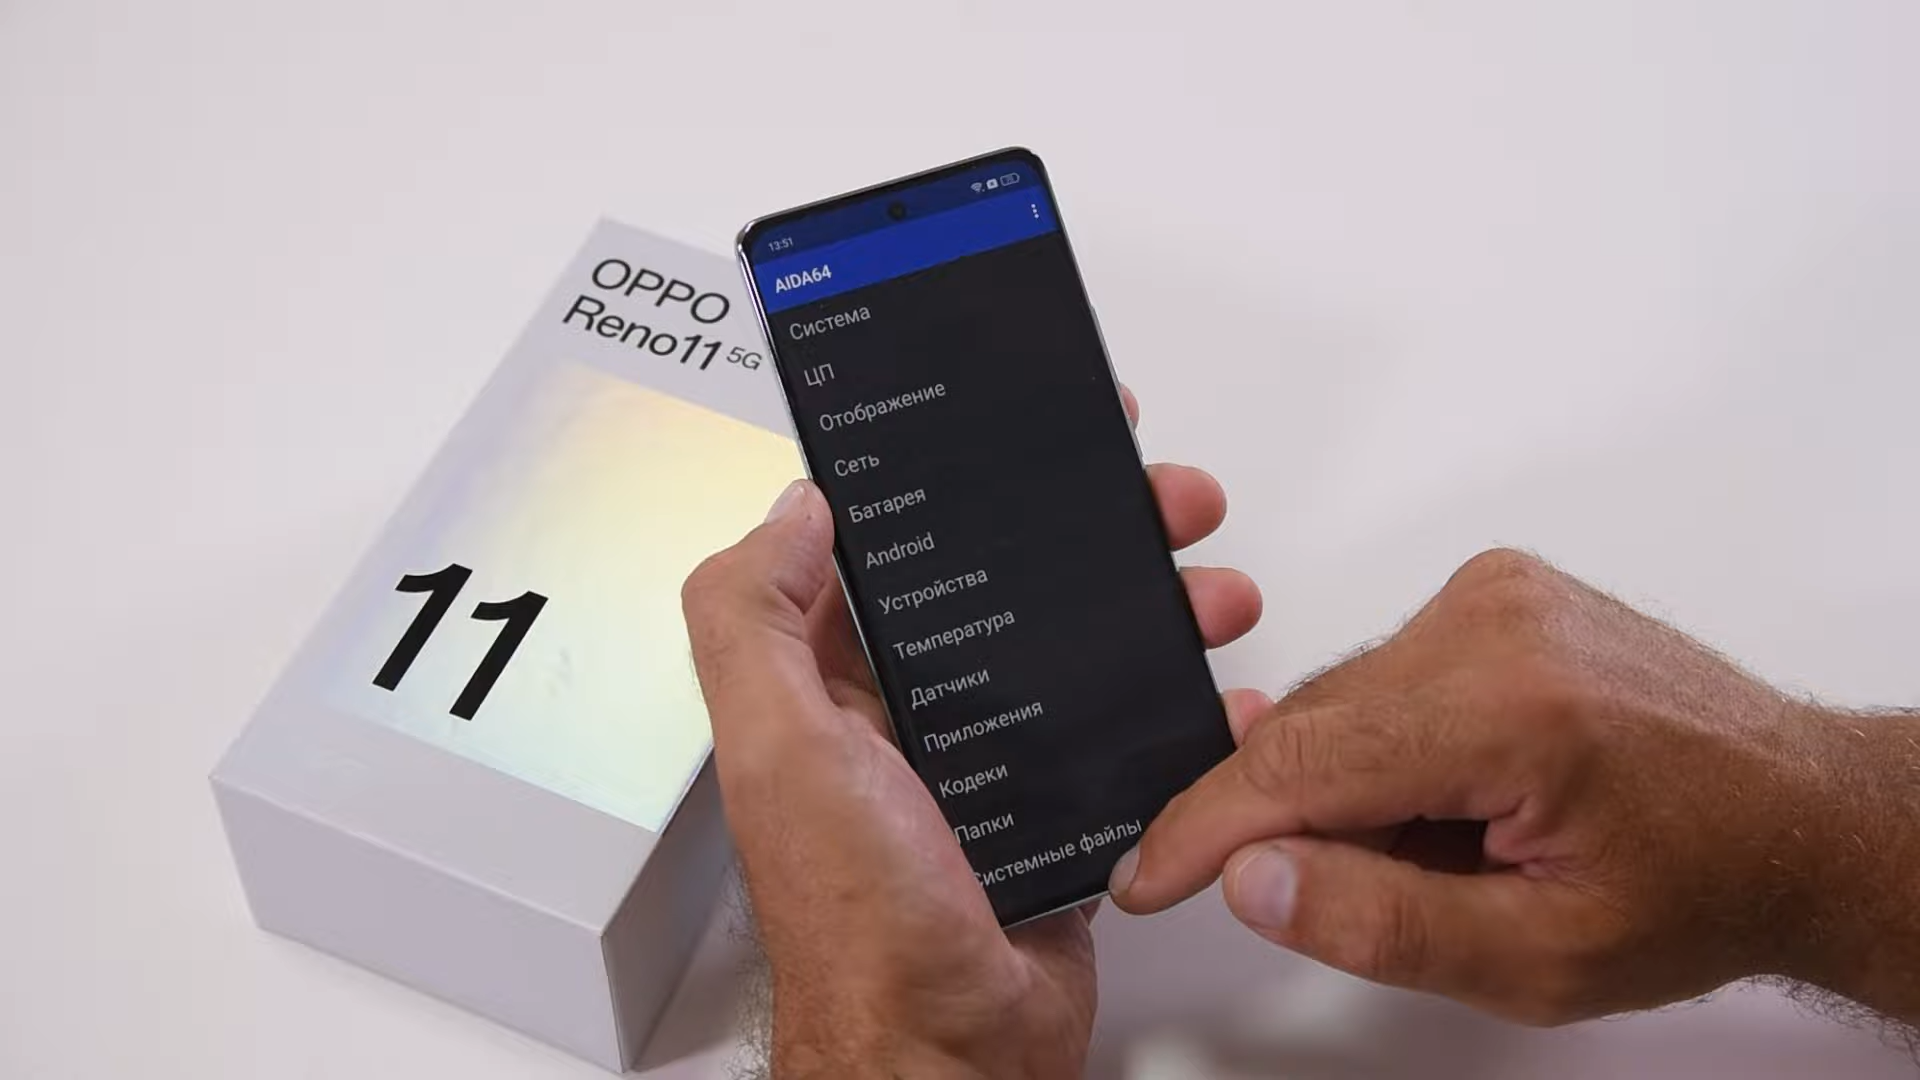 OPPO
Reno11 5G
11
13:51
AIDA64
Система
ЦП
Отображение
Сеть
Батарея
Android
Устройства
Температура
Датчики
Приложения
Кодеки
Папки
Системные файлы